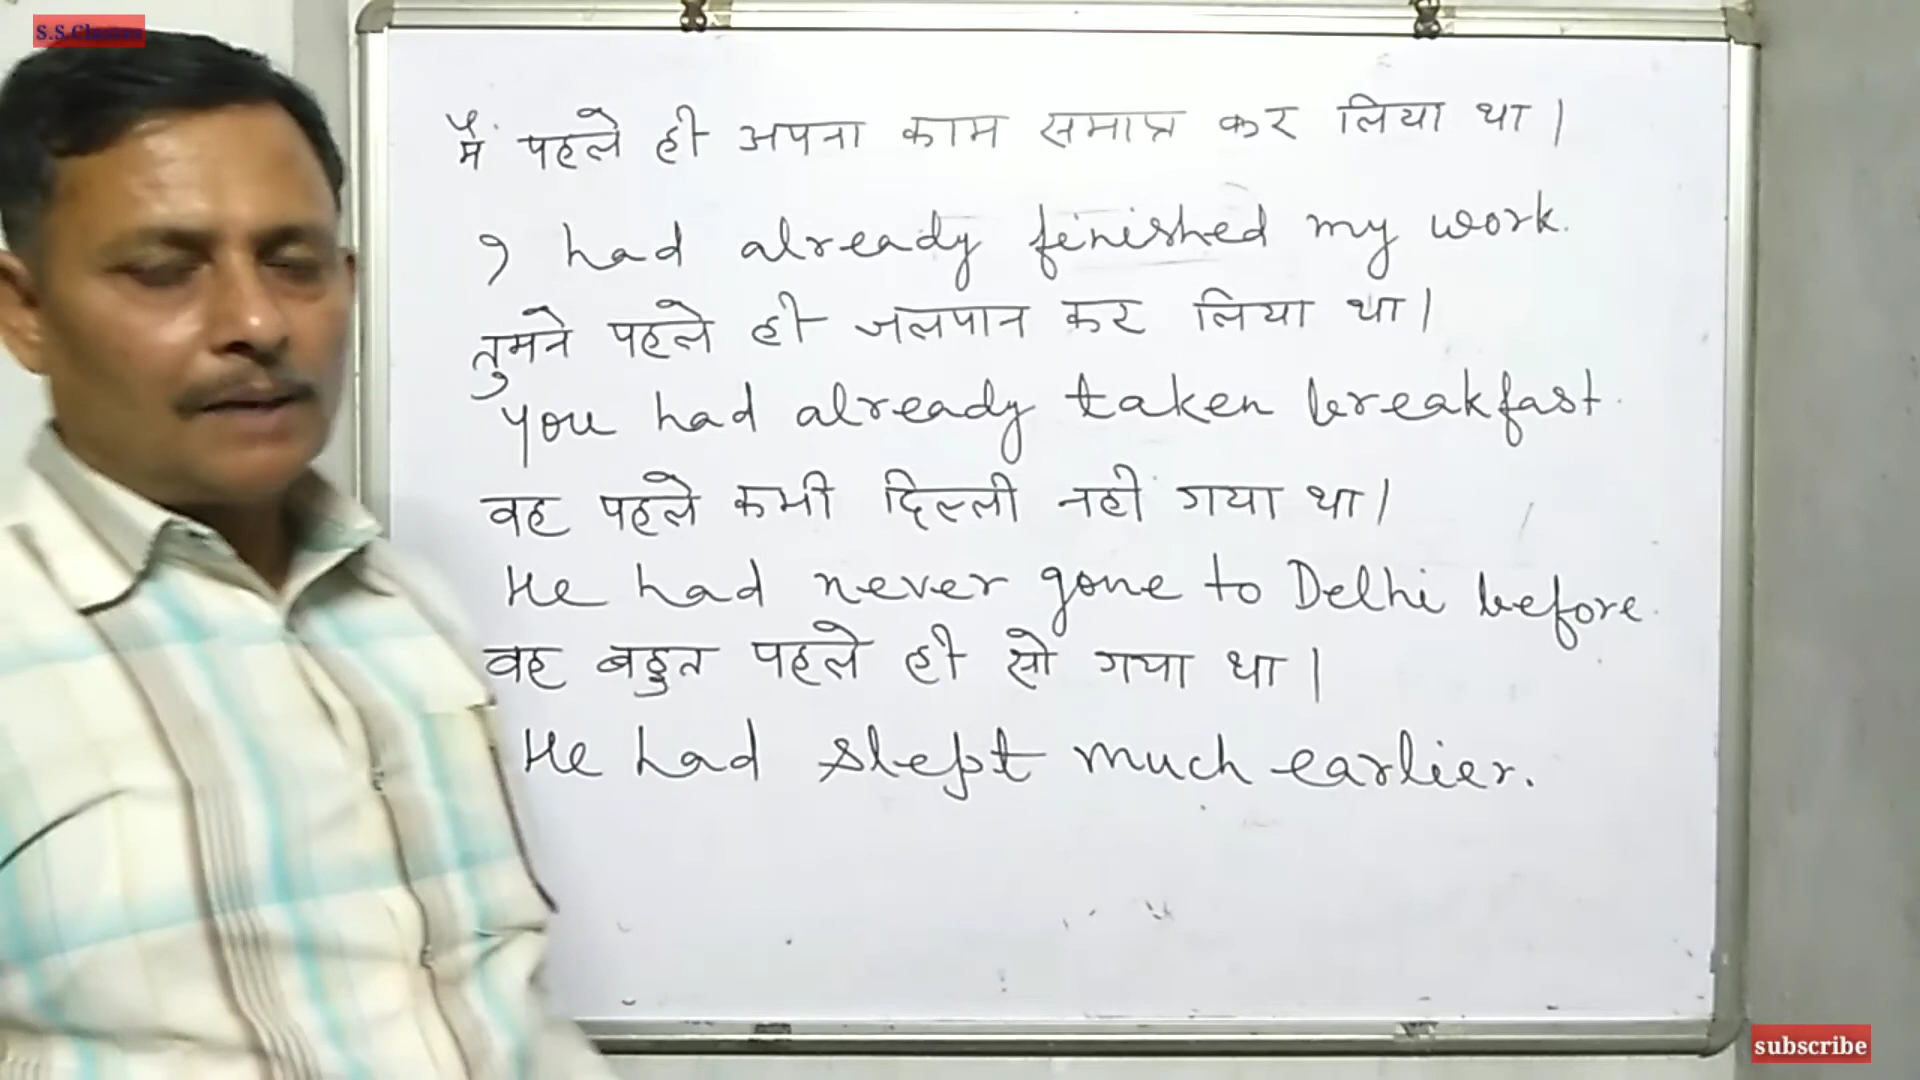 S.S.Classes
मैं पहले ही अपना काम समाप्त कर लिया था।
I had already finished my work.
तुमने पहले ही जलपान कर लिया था।
you had already taken breakfast.
वह पहले कभी दिल्ली नहीं गया था।
He had never gone to Delhi before.
वह बहुत पहले ही सो गया था।
He had slept much earlier.
subscribe